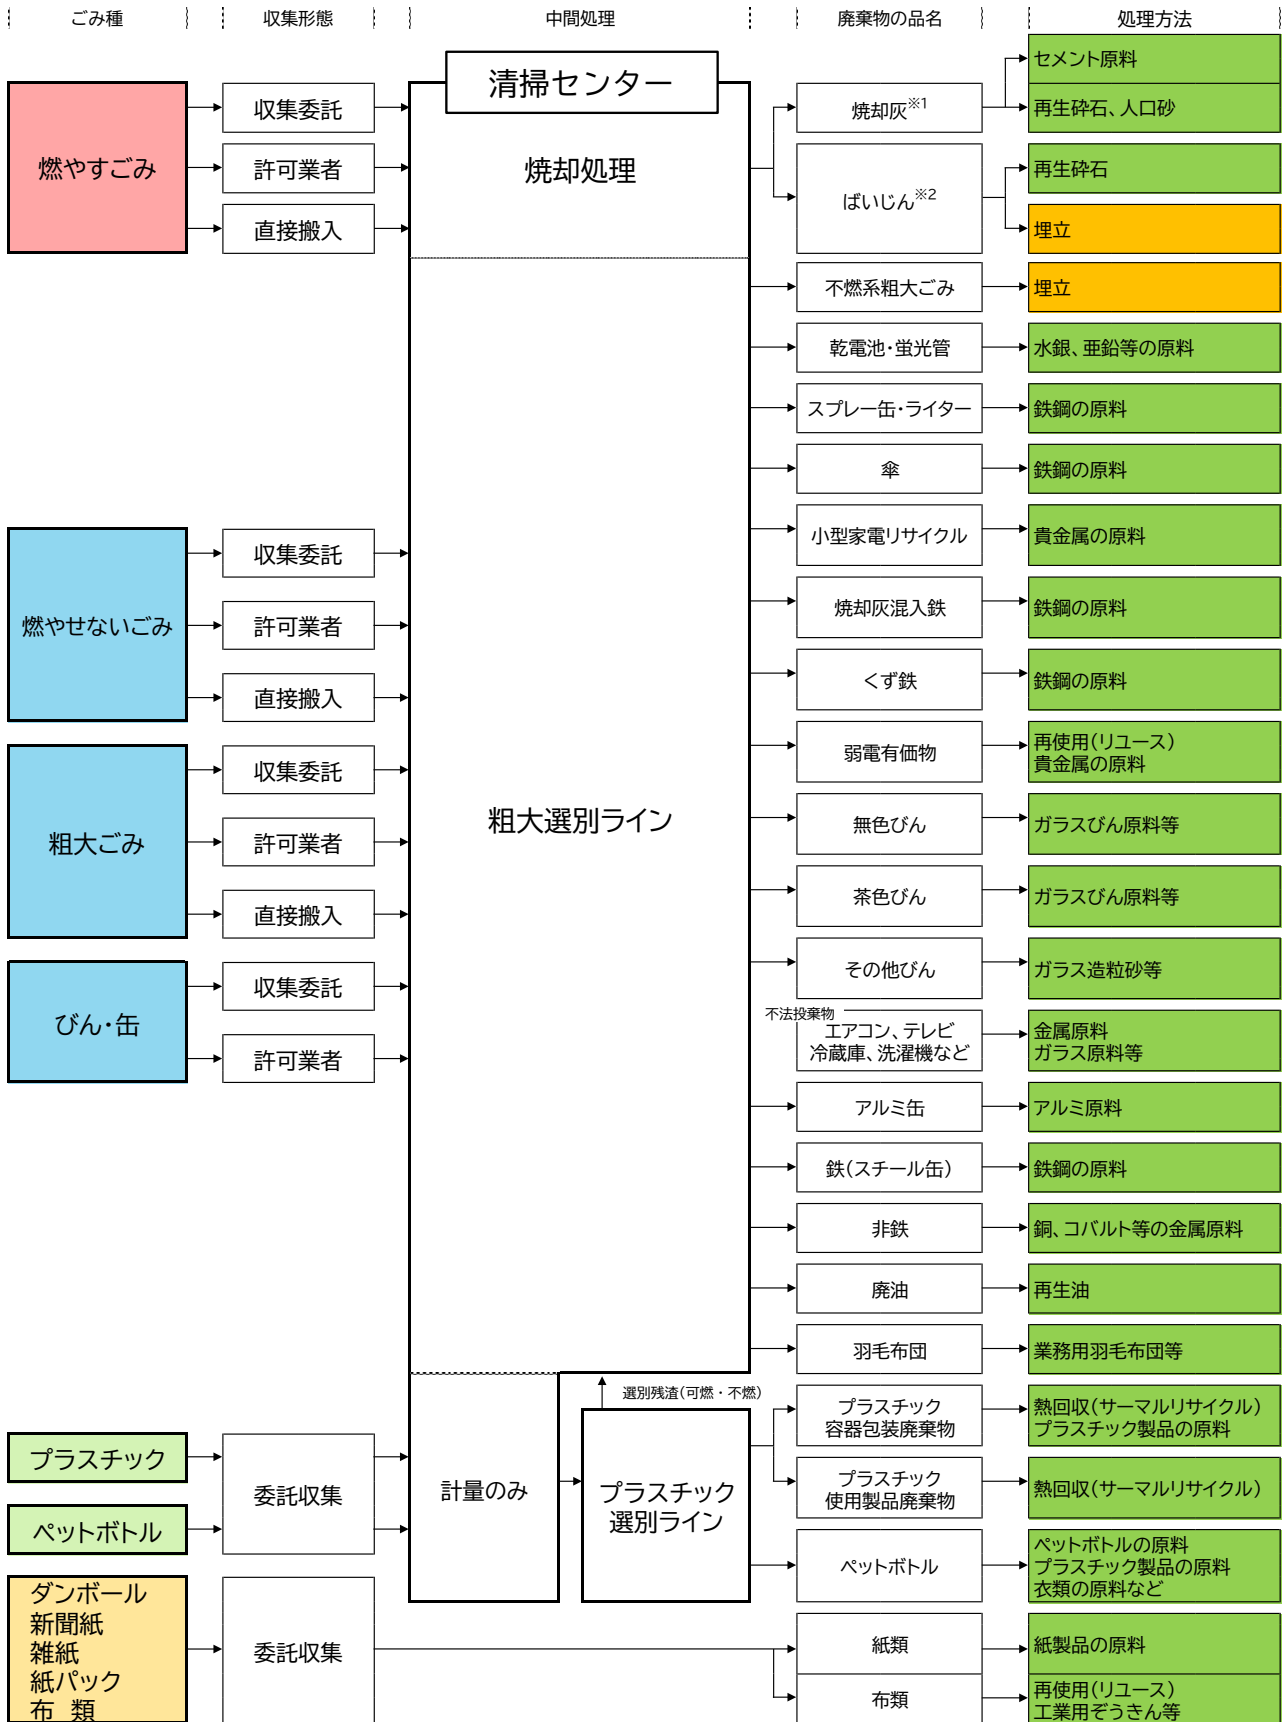 ごみ種 収集形態 中間処理 廃棄物の品名 処理方法
清掃センター
燃やすごみ
収集委託
許可業者
直接搬入
焼却処理
焼却灰※1
セメント原料
再生砕石、人口砂
ばいじん※2
再生砕石
埋立
不燃系粗大ごみ
埋立
乾電池・蛍光管
水銀、亜鉛等の原料
スプレー缶・ライター
鉄鋼の原料
傘
鉄鋼の原料
燃やせないごみ
収集委託
許可業者
直接搬入
小型家電リサイクル
貴金属の原料
焼却灰混入鉄
鉄鋼の原料
くず鉄
鉄鋼の原料
粗大ごみ
収集委託
許可業者
直接搬入
粗大選別ライン
弱電有価物
再使用(リユース)
貴金属の原料
無色びん
ガラスびん原料等
茶色びん
ガラスびん原料等
びん・缶
収集委託
許可業者
その他びん
ガラス造粒砂等
不法投棄物
エアコン、テレビ
冷蔵庫、洗濯機など
金属原料
ガラス原料等
アルミ缶
アルミ原料
鉄(スチール缶)
鉄鋼の原料
非鉄
銅、コバルト等の金属原料
廃油
再生油
羽毛布団
業務用羽毛布団等
選別残渣(可燃・不燃)
プラスチック
ペットボトル
委託収集
計量のみ
プラスチック
選別ライン
プラスチック
容器包装廃棄物
熱回収(サーマルリサイクル)
プラスチック製品の原料
プラスチック
使用製品廃棄物
熱回収(サーマルリサイクル)
ペットボトル
ペットボトルの原料
プラスチック製品の原料
衣類の原料など
ダンボール
新聞紙
雑紙
紙パック
布 類
委託収集
紙類
紙製品の原料
布類
再使用(リユース)
工業用ぞうきん等